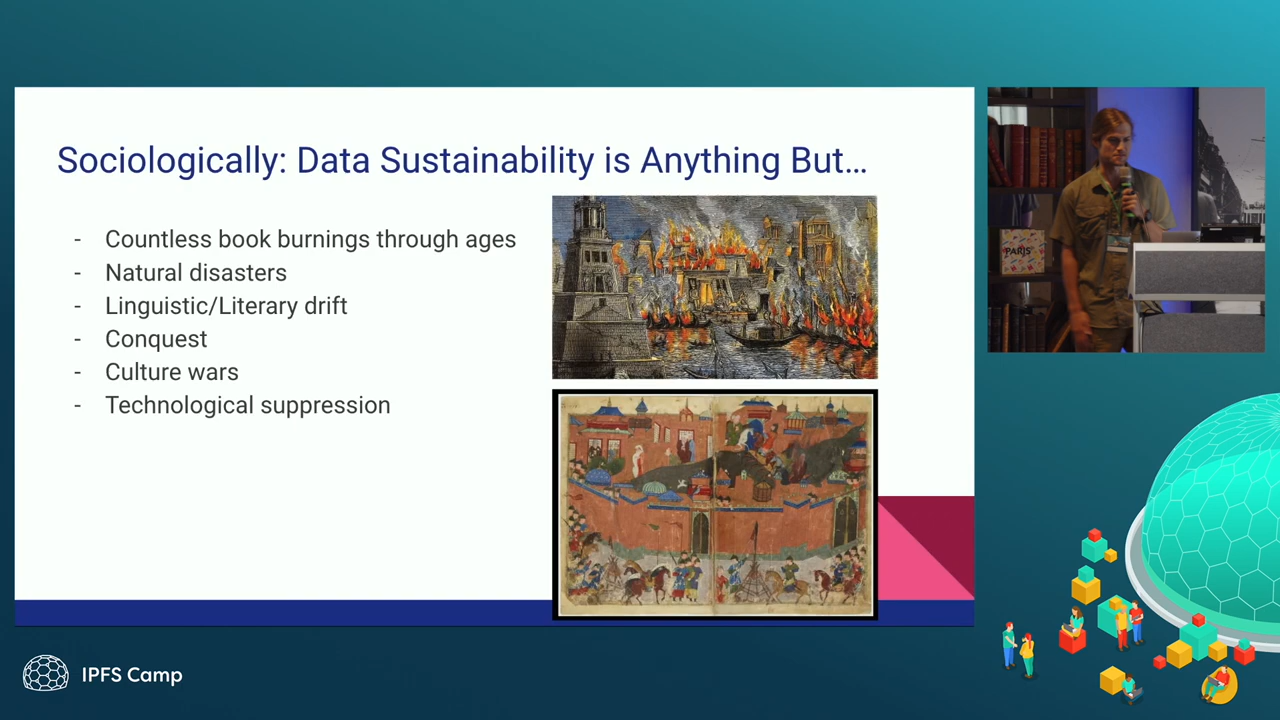 Sociologically: Data Sustainability is Anything But...
- Countless book burnings through ages
- Natural disasters
- Linguistic/Literary drift
- Conquest
- Culture wars
- Technological suppression
PARIS
IPFS Camp